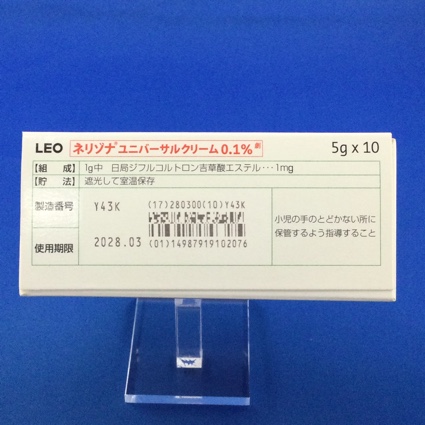 LEO ネリゾナ®ユニバーサルクリーム0.1% 劇 5g x 10
【組 成】 1g中 日局ジフルコルトロン吉草酸エステル…1mg
【貯 法】 遮光して室温保存
製造番号 Y43K
(17)280300(10)Y43K
使用期限 2028.03
(01)14987919102076
小児の手のとどかない所に
保管するよう指導すること